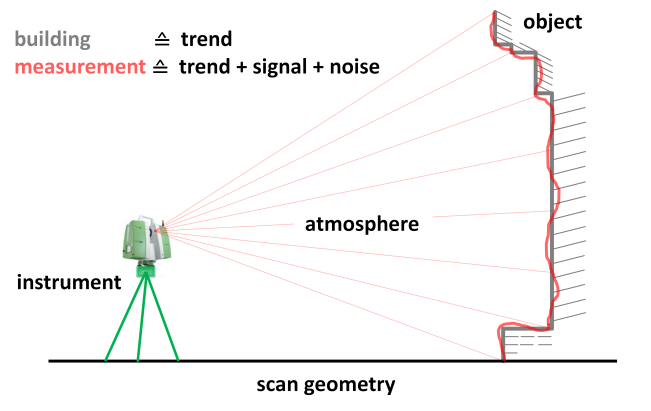 building ≙ trend
object
measurement ≙ trend + signal + noise
atmosphere
instrument
scan geometry